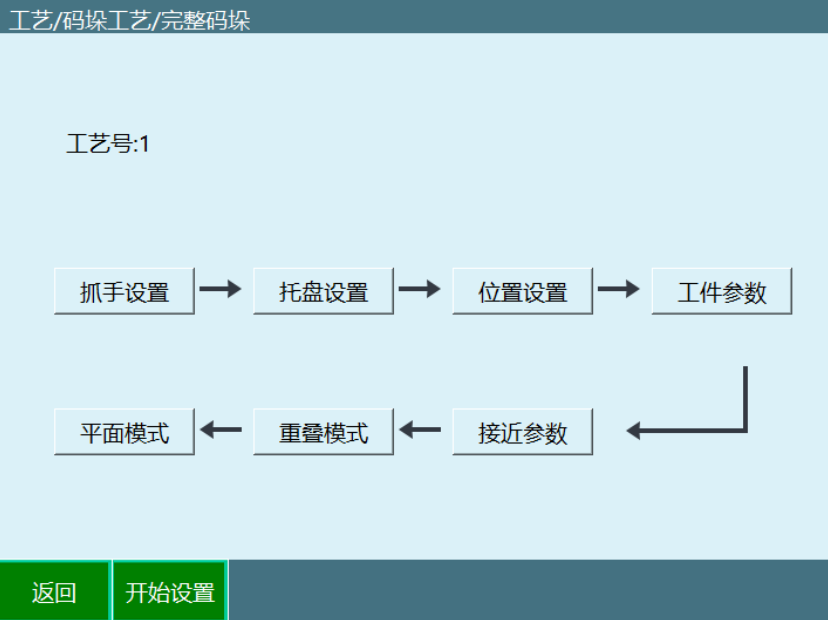 工艺/码垛工艺/完整码垛
工艺号:1
抓手设置
托盘设置
位置设置
工件参数
平面模式
重叠模式
接近参数
返回
开始设置